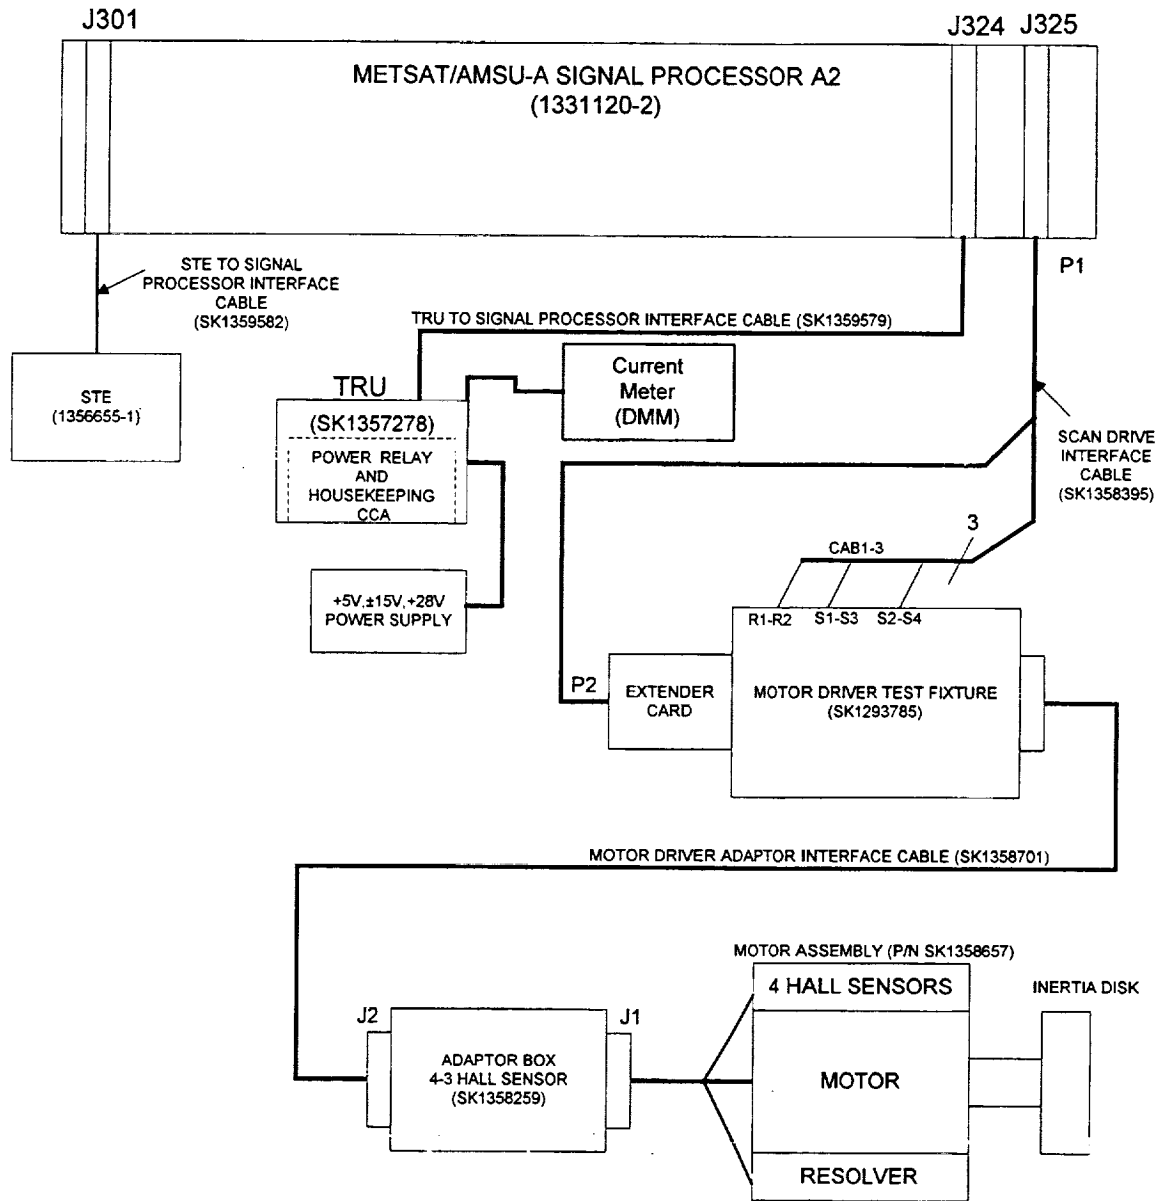 J301
J324
J325
METSAT/AMSU-A SIGNAL PROCESSOR A2
(1331120-2)
P1
STE TO SIGNAL
PROCESSOR INTERFACE
CABLE
(SK1359582)
TRU TO SIGNAL PROCESSOR INTERFACE CABLE (SK1359579)
STE
(1356655-1)
TRU
(SK1357278)
POWER RELAY
AND
HOUSEKEEPING
CCA
Current
Meter
(DMM)
SCAN DRIVE
INTERFACE
CABLE
(SK1358395)
+5V,±15V,+28V
POWER SUPPLY
CAB1-3
3
R1-R2
S1-S3
S2-S4
P2
EXTENDER
CARD
MOTOR DRIVER TEST FIXTURE
(SK1293785)
MOTOR DRIVER ADAPTOR INTERFACE CABLE (SK1358701)
MOTOR ASSEMBLY (P/N SK1358657)
4 HALL SENSORS
INERTIA DISK
J2
J1
ADAPTOR BOX
4-3 HALL SENSOR
(SK1358259)
MOTOR
RESOLVER